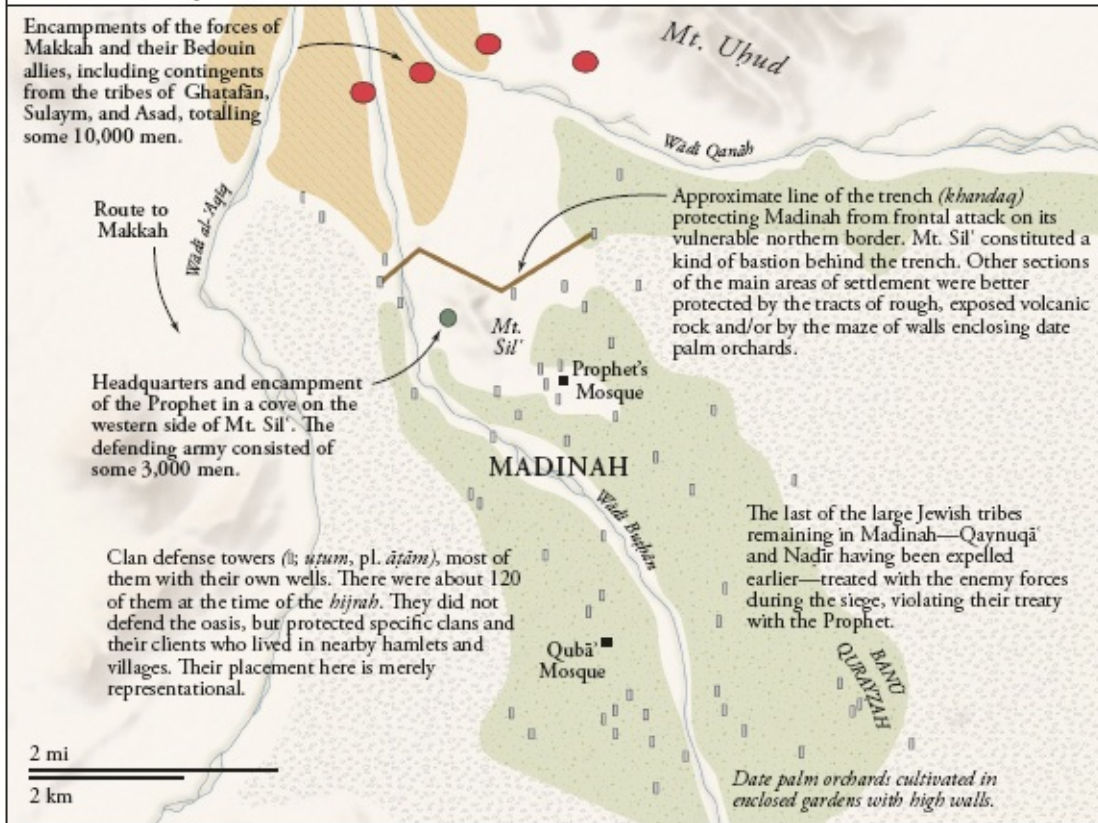 Encampments of the forces of
Makkah and their Bedouin
allies, including contingents
from the tribes of Ghaṭafān,
Sulaym, and Asad, totalling
some 10,000 men.
Mt. Uḥud
Wādī Qanāh
Route to
Makkah
Wādī al-ʿAqīq
Approximate line of the trench (khandaq)
protecting Madinah from frontal attack on its
vulnerable northern border. Mt. Silʿ constituted a
kind of bastion behind the trench. Other sections
of the main areas of settlement were better
protected by the tracts of rough, exposed volcanic
rock and/or by the maze of walls enclosing date
palm orchards.
Mt.
Silʿ
Prophet's
Mosque
Headquarters and encampment
of the Prophet in a cove on the
western side of Mt. Silʿ. The
defending army consisted of
some 3,000 men.
MADINAH
Wādī Buṭḥān
The last of the large Jewish tribes
remaining in Madinah—Qaynuqāʿ
and Naḍīr having been expelled
earlier—treated with the enemy forces
during the siege, violating their treaty
with the Prophet.
Clan defense towers (▯; uṭum, pl. āṭām), most of
them with their own wells. There were about 120
of them at the time of the hijrah. They did not
defend the oasis, but protected specific clans and
their clients who lived in nearby hamlets and
villages. Their placement here is merely
representational.
Qubāʾ
Mosque
BANŪ
QURAYẒAH
2 mi
2 km
Date palm orchards cultivated in
enclosed gardens with high walls.